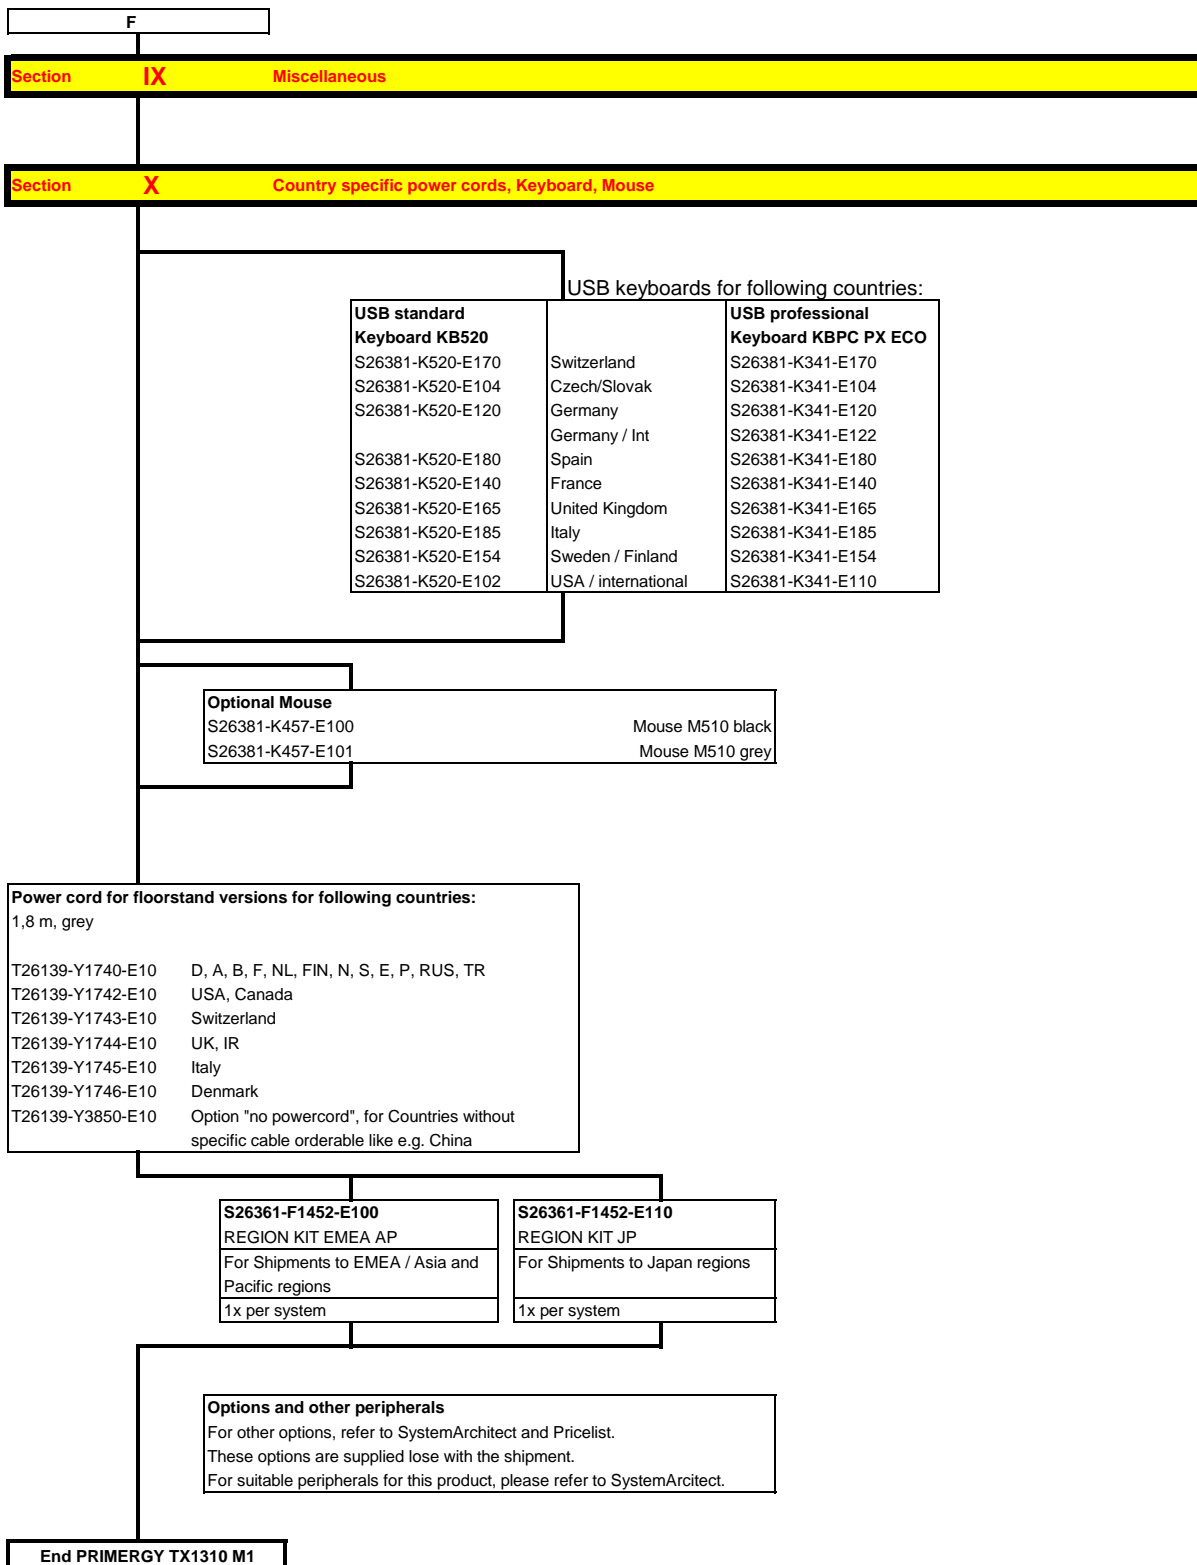 F
Section IX Miscellaneous
Section X Country specific power cords, Keyboard, Mouse
USB keyboards for following countries:
USB standard USB professional
Keyboard KB520 Keyboard KBPC PX ECO
S26381-K520-E170 Switzerland S26381-K341-E170
S26381-K520-E104 Czech/Slovak S26381-K341-E104
S26381-K520-E120 Germany S26381-K341-E120
Germany / Int S26381-K341-E122
S26381-K520-E180 Spain S26381-K341-E180
S26381-K520-E140 France S26381-K341-E140
S26381-K520-E165 United Kingdom S26381-K341-E165
S26381-K520-E185 Italy S26381-K341-E185
S26381-K520-E154 Sweden / Finland S26381-K341-E154
S26381-K520-E102 USA / international S26381-K341-E110
Optional Mouse
S26381-K457-E100 Mouse M510 black
S26381-K457-E101 Mouse M510 grey
Power cord for floorstand versions for following countries:
1,8 m, grey
T26139-Y1740-E10 D, A, B, F, NL, FIN, N, S, E, P, RUS, TR
T26139-Y1742-E10 USA, Canada
T26139-Y1743-E10 Switzerland
T26139-Y1744-E10 UK, IR
T26139-Y1745-E10 Italy
T26139-Y1746-E10 Denmark
T26139-Y3850-E10 Option "no powercord", for Countries without
specific cable orderable like e.g. China
S26361-F1452-E100 S26361-F1452-E110
REGION KIT EMEA AP REGION KIT JP
For Shipments to EMEA / Asia and For Shipments to Japan regions
Pacific regions
1x per system 1x per system
Options and other peripherals
For other options, refer to SystemArchitect and Pricelist.
These options are supplied lose with the shipment.
For suitable peripherals for this product, please refer to SystemArcitect.
End PRIMERGY TX1310 M1